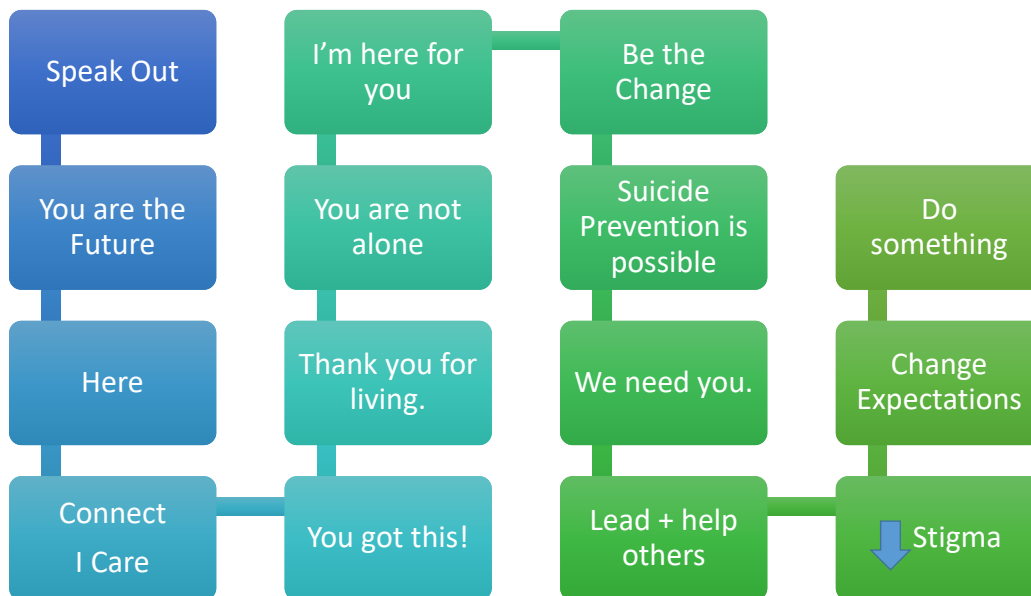 Speak Out
You are the
Future
Here
Connect
I Care
You got this!
Thank you for
living.
You are not
alone
I’m here for
you
Be the
Change
Suicide
Prevention is
possible
We need you.
Lead + help
others
Stigma
Change
Expectations
Do
something